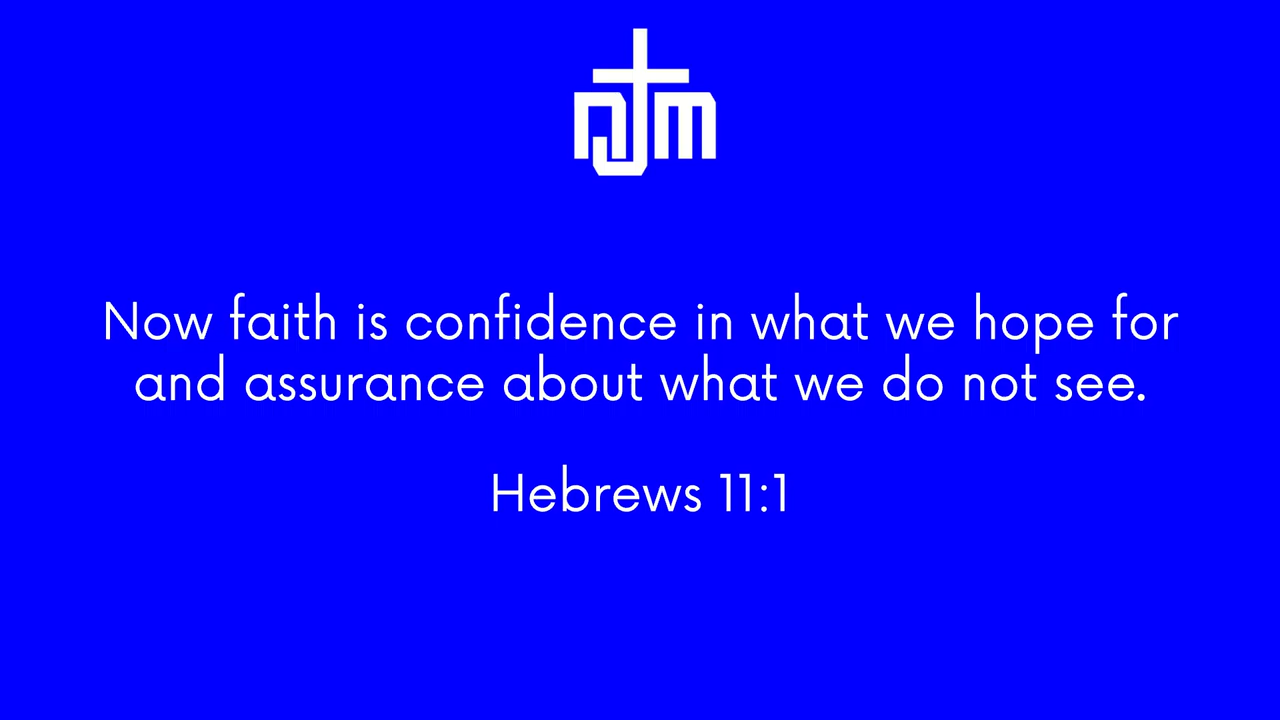 NJM
Now faith is confidence in what we hope for
and assurance about what we do not see.
Hebrews 11:1